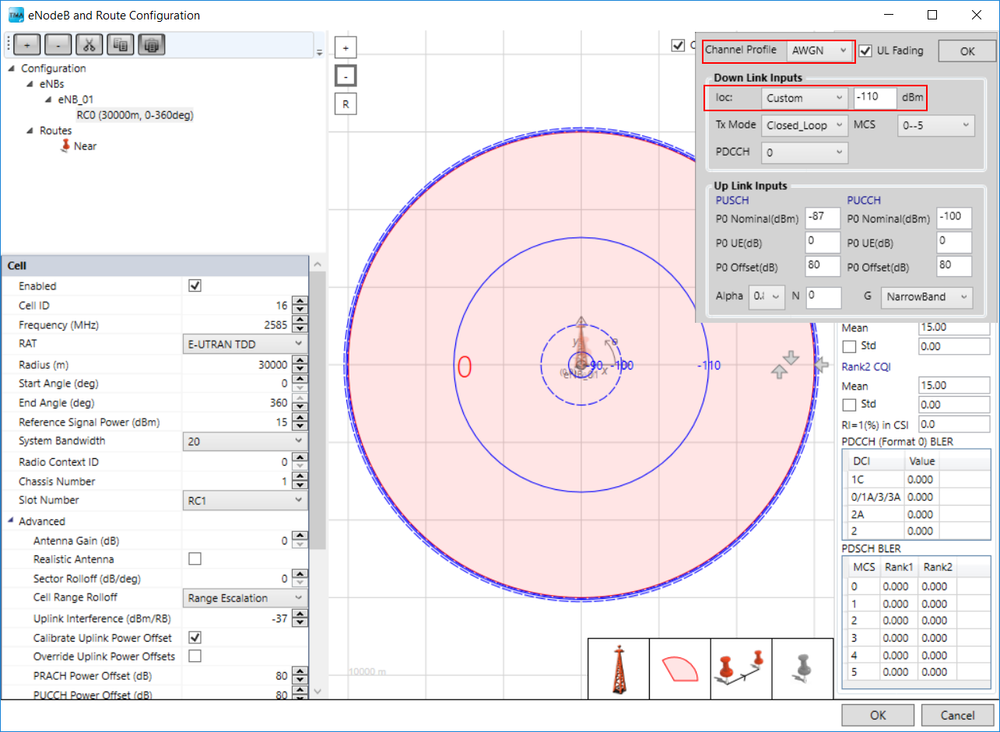 TMA eNodeB and Route Configuration
+ -
Configuration
eNBs
eNB_01
RC0 (30000m, 0-360deg)
Routes
Near
Cell
Enabled
Cell ID 16
Frequency (MHz) 2585
RAT E-UTRAN TDD
Radius (m) 30000
Start Angle (deg) 0
End Angle (deg) 360
Reference Signal Power (dBm) 15
System Bandwidth 20
Radio Context ID 0
Chassis Number 1
Slot Number RC1
Advanced
Antenna Gain (dB) 0
Realistic Antenna
Sector Rolloff (dB/deg) 0
Cell Range Rolloff Range Escalation
Uplink Interference (dBm/RB) -37
Calibrate Uplink Power Offset
Override Uplink Power Offsets
PRACH Power Offset (dB) 80
PUCCH Power Offset (dB) 80
+
-
R
0
y θ
-90 -100 -110
x
eNB_01
10000 m
Channel Profile AWGN UL Fading OK
Down Link Inputs
Ioc: Custom -110 dBm
Tx Mode Closed_Loop MCS 0--5
PDCCH 0
Up Link Inputs
PUSCH PUCCH
P0 Nominal(dBm) -87 P0 Nominal(dBm) -100
P0 UE(dB) 0 P0 UE(dB) 0
P0 Offset(dB) 80 P0 Offset(dB) 80
Alpha N 0 G NarrowBand
Mean 15.00
Std 0.00
Rank2 CQI
Mean 15.00
Std 0.00
RI=1(%) in CSI 0.0
PDCCH (Format 0) BLER
DCI Value
1C 0.000
0/1A/3/3A 0.000
2A 0.000
2 0.000
PDSCH BLER
MCS Rank1 Rank2
0 0.000 0.000
1 0.000 0.000
2 0.000 0.000
3 0.000 0.000
4 0.000 0.000
5 0.000 0.000
OK Cancel